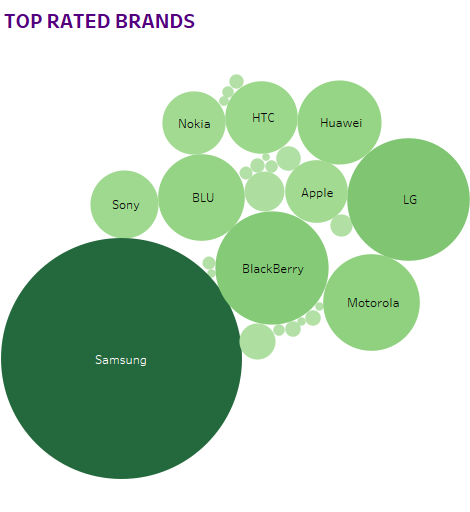 TOP RATED BRANDS
Nokia
HTC
Huawei
Sony
BLU
Apple
LG
BlackBerry
Motorola
Samsung